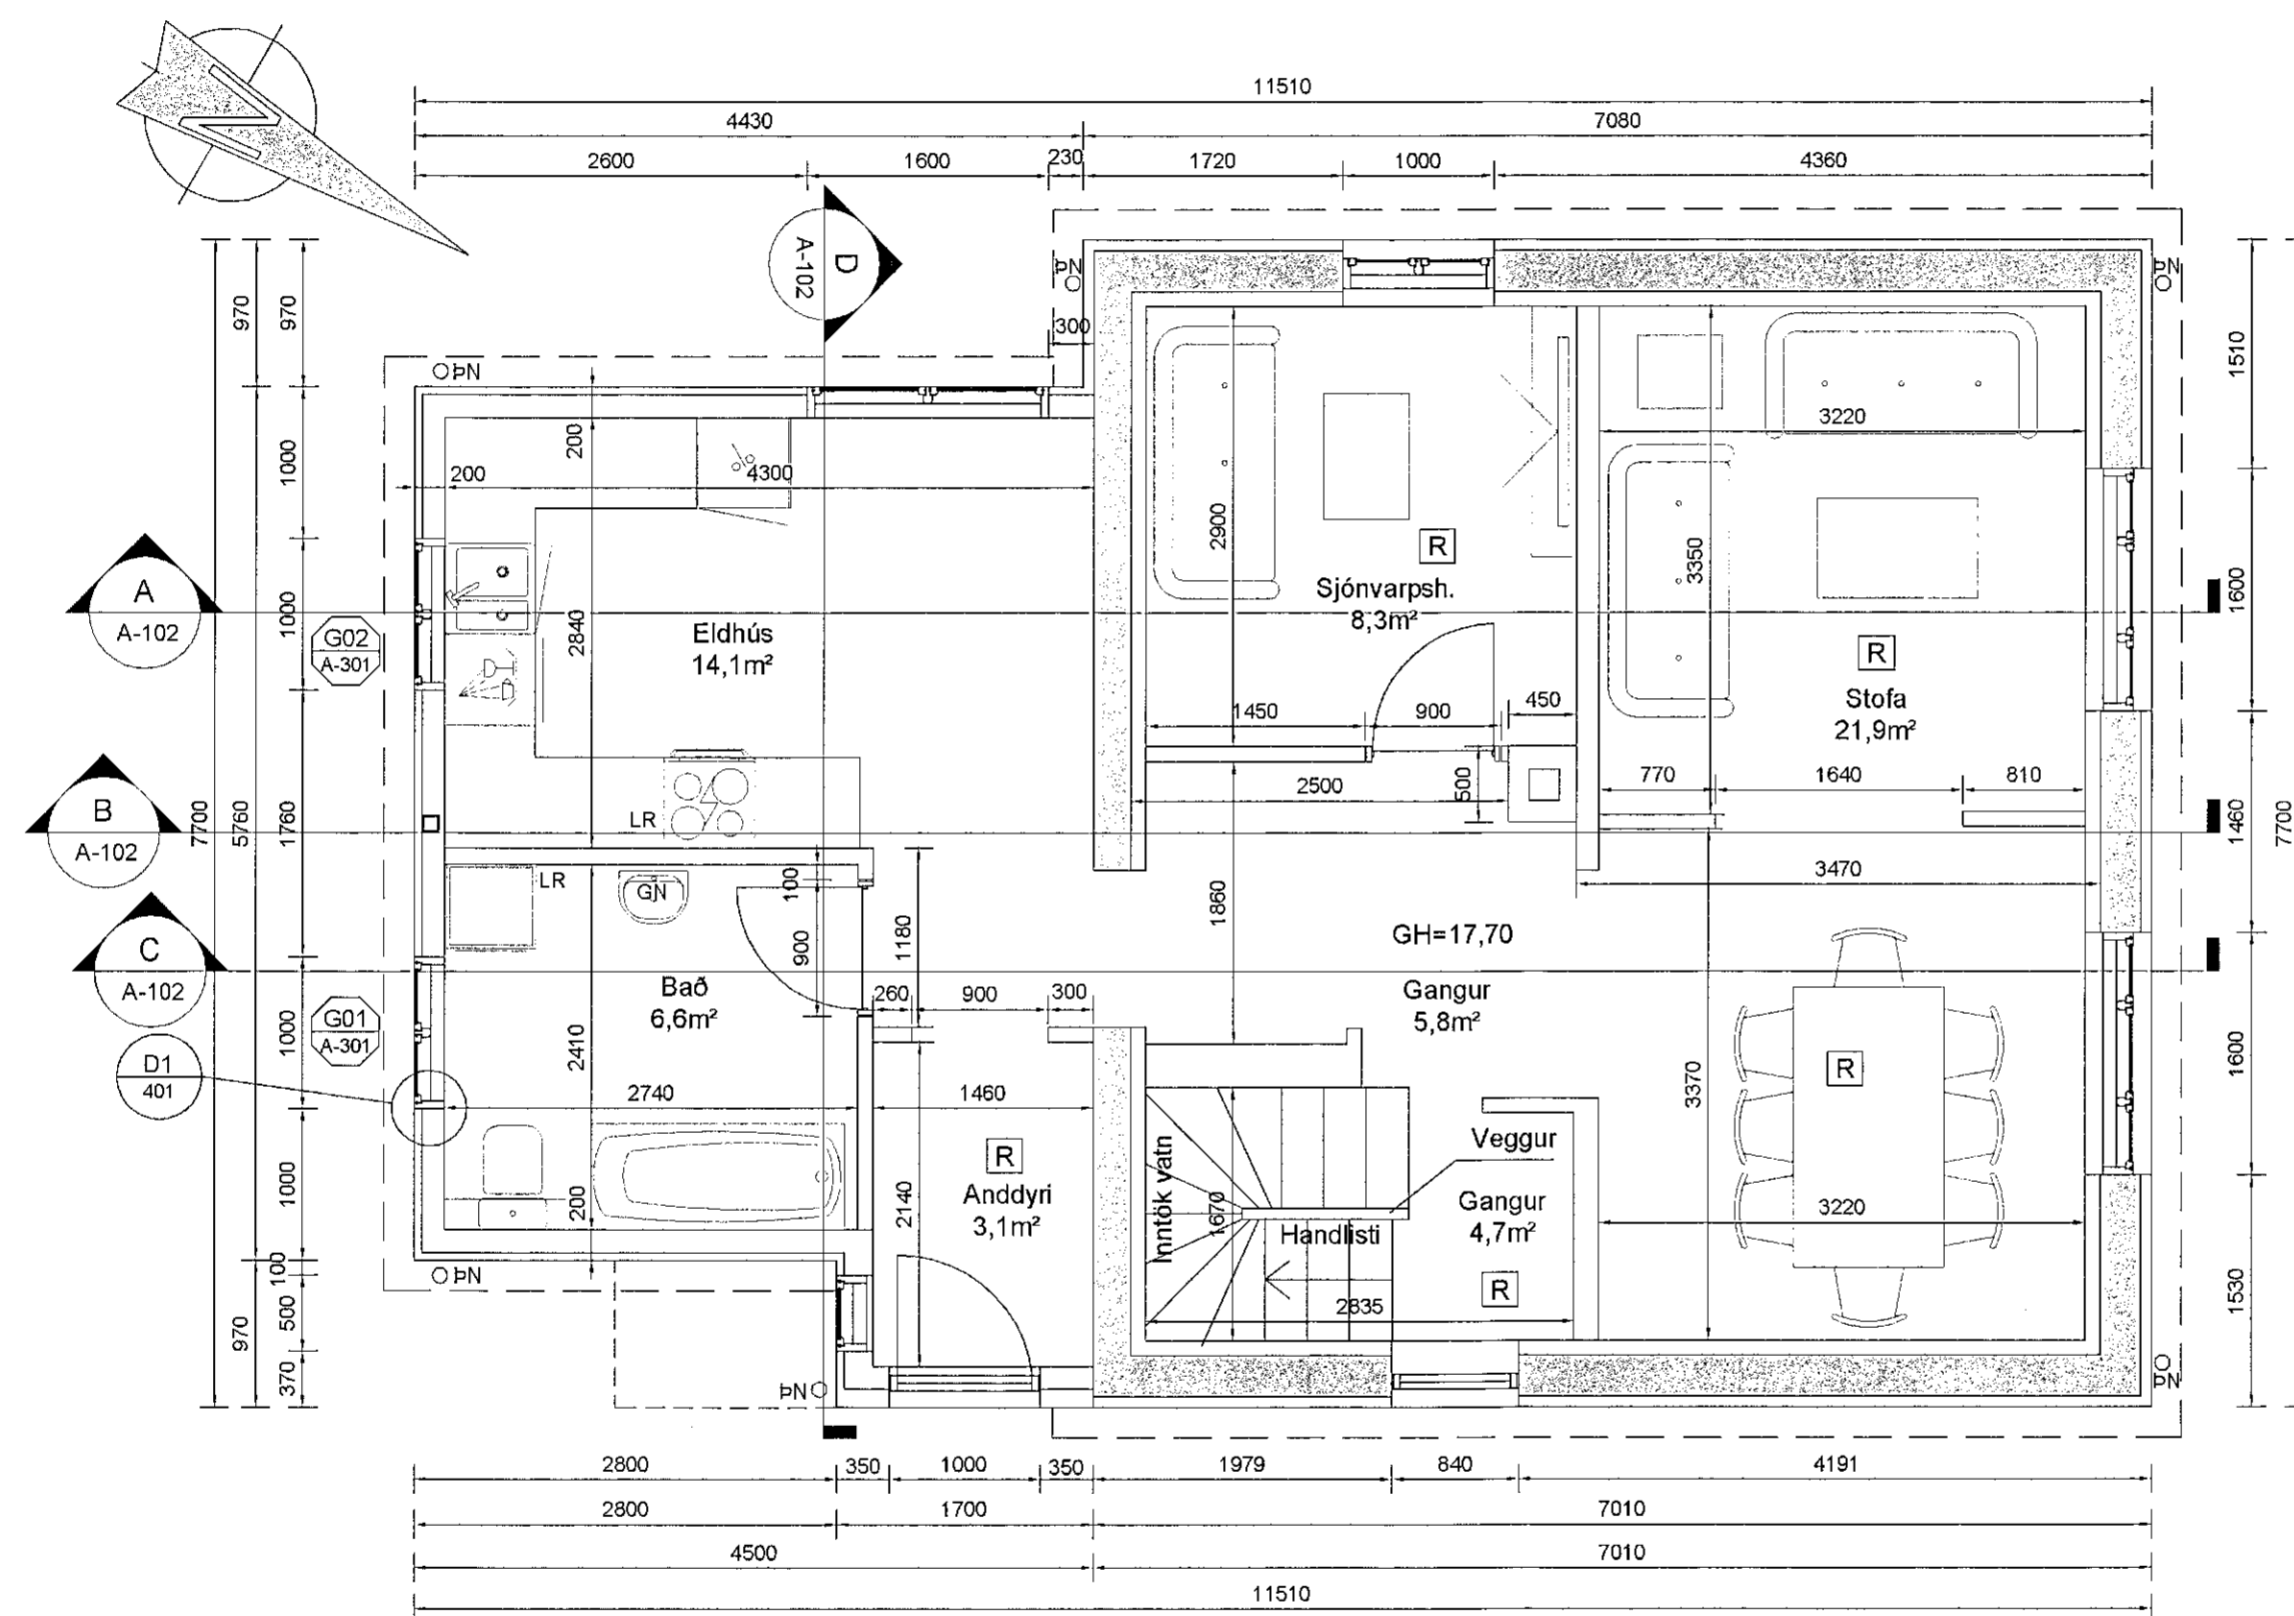 11510
4430
7080
2600
1600
230
1720
1000
4360
N
D
A-102
ÞN
ÞN
300
970
970
1510
ÞN
200
200
4300
3220
1000
2900
3350
R
Sjónvarpsh.
8,3m²
A
A-102
1000
G02
A-301
2840
Eldhús
14,1m²
1600
R
Stofa
21,9m²
1450
900
450
770
1640
810
2500
500
B
A-102
7700
5760
1760
LR
1460
7700
LR
GN
100
900
1180
1860
3470
GH=17,70
C
A-102
Bað
6,6m²
260
900
300
Gangur
5,8m²
G01
A-301
1000
D1
401
2410
2740
1460
3370
R
1600
Veggur
R
Anddyri
3,1m²
2140
Inntök vatn
1670
Handlisti
Gangur
4,7m²
R
2835
3220
1000
200
ÞN
100
500
370
970
1530
ÞN
ÞN
2800
350
1000
350
1979
840
4191
2800
1700
7010
4500
7010
11510